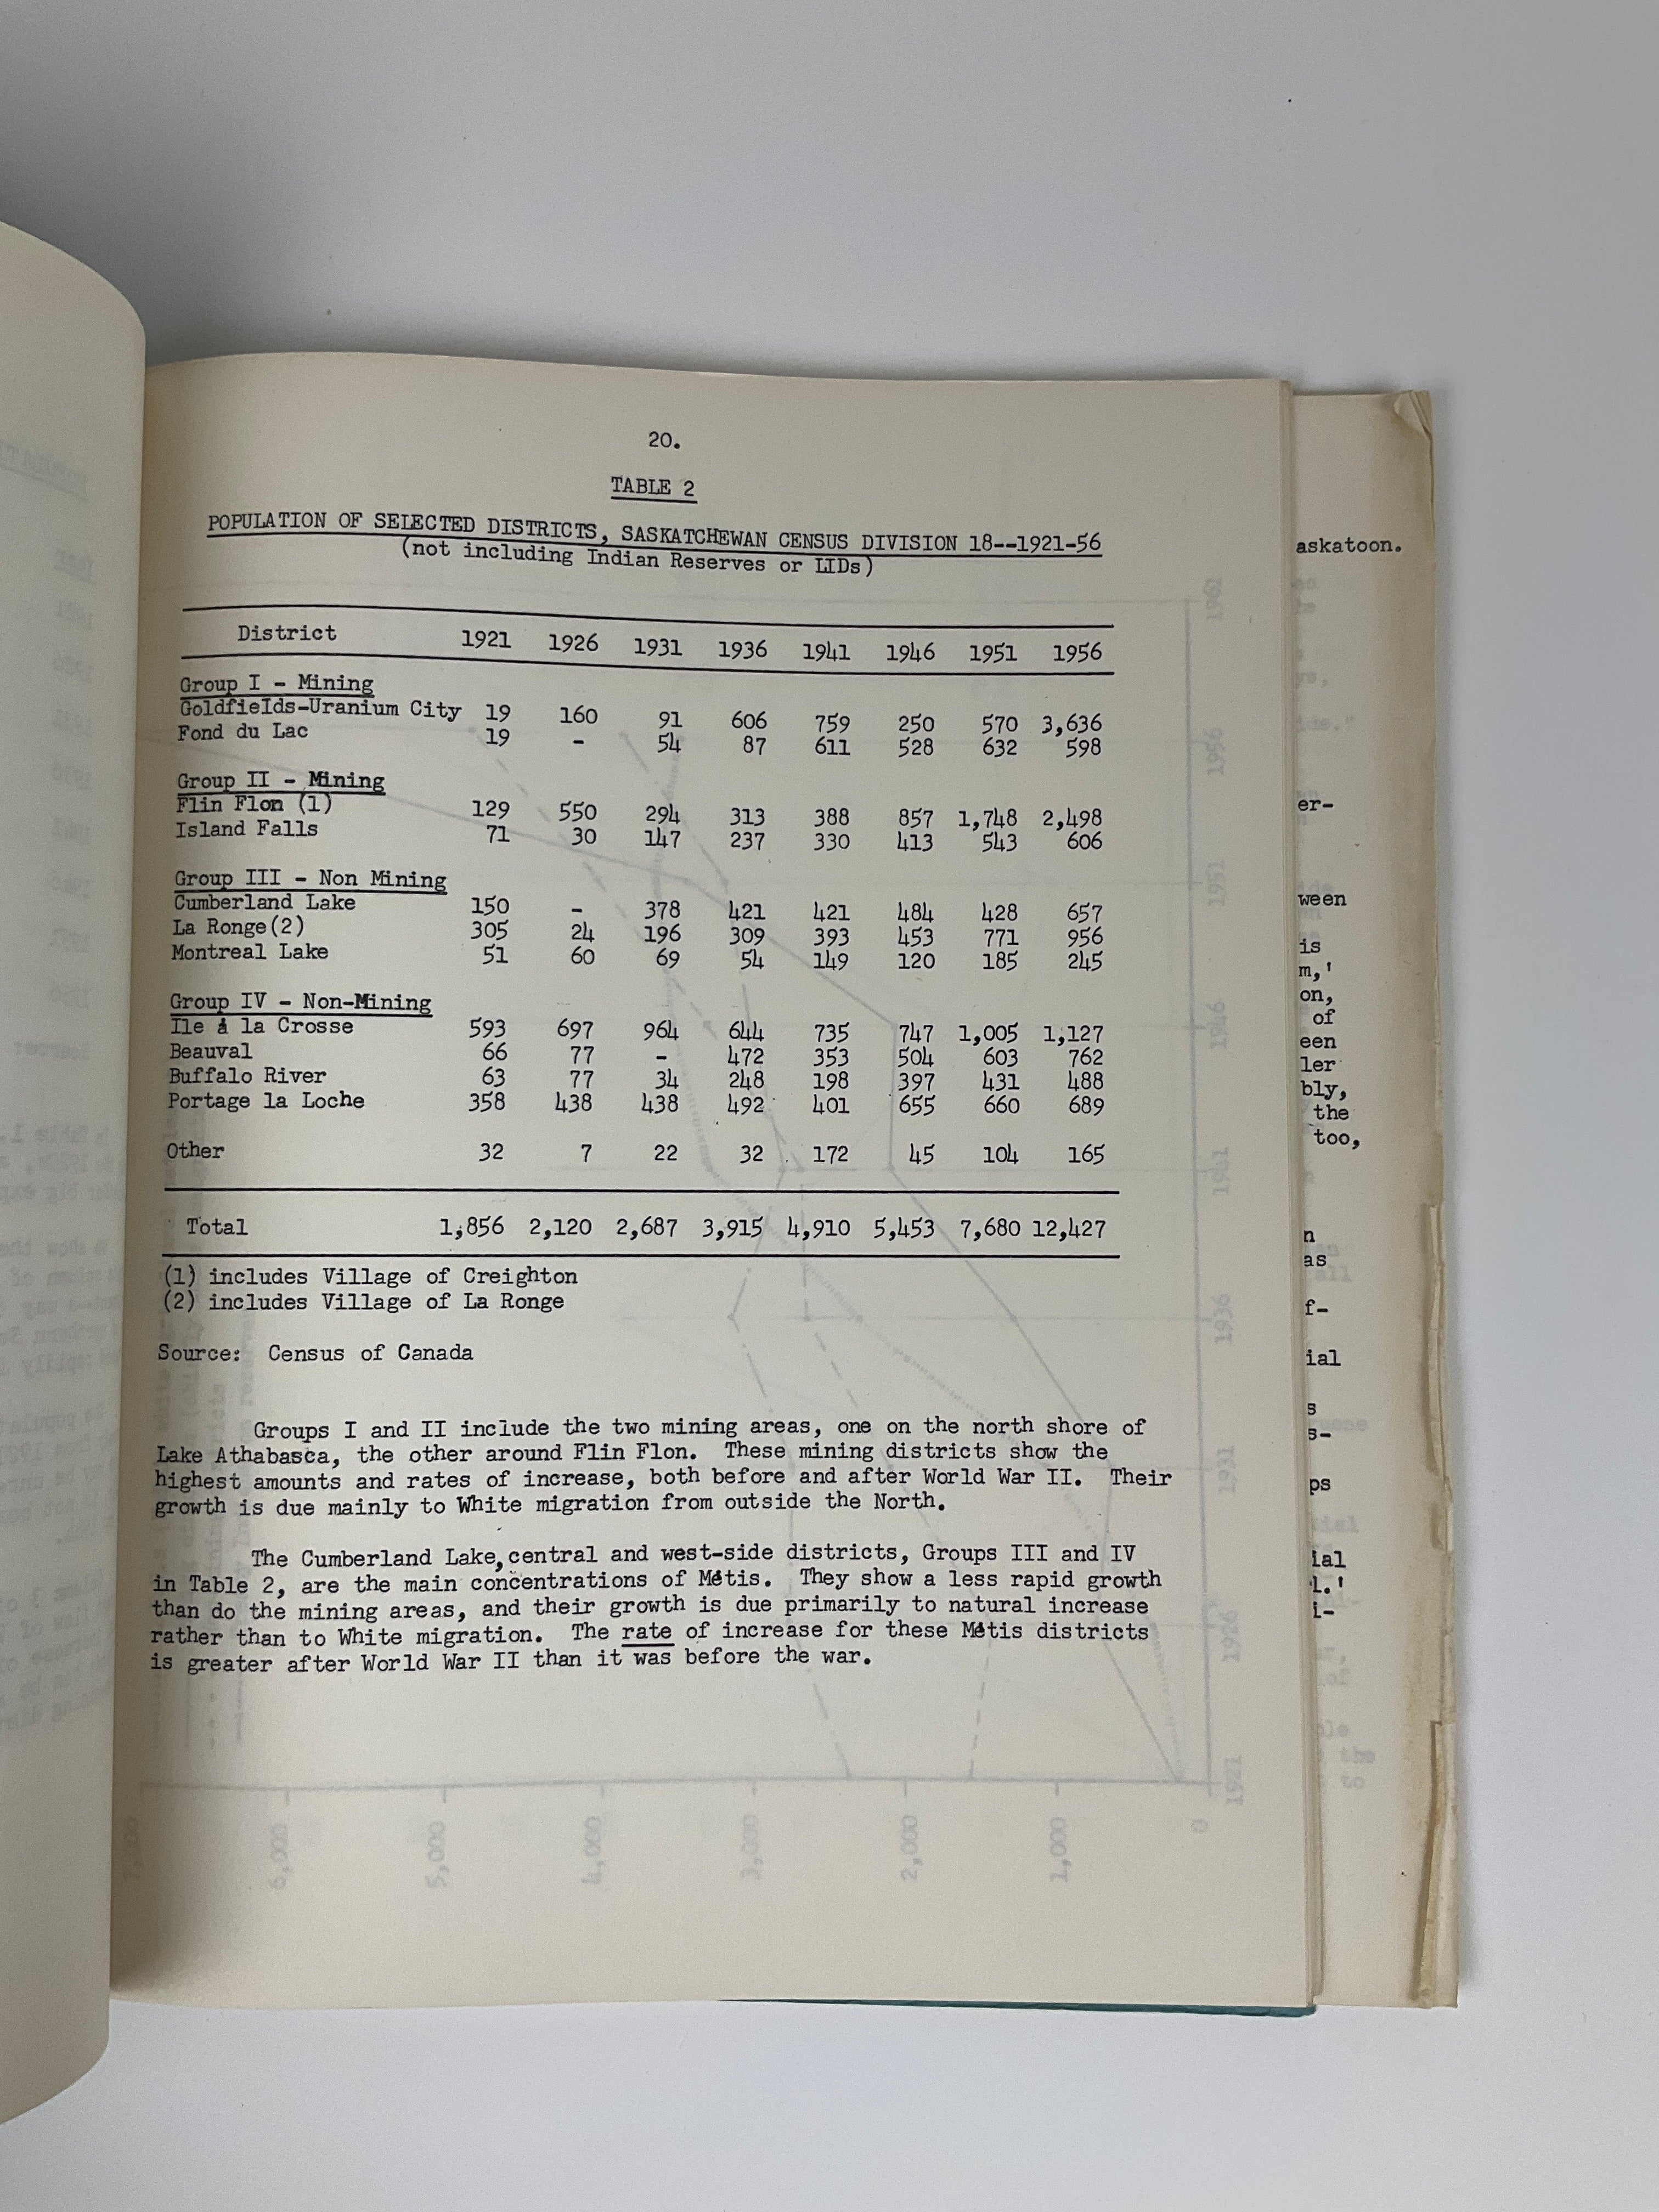 20.
TABLE 2
POPULATION OF SELECTED DISTRICTS, SASKATCHEWAN CENSUS DIVISION 18--1921-56
(not including Indian Reserves or LIDs)
District 1921 1926 1931 1936 1941 1946 1951 1956
Group I - Mining
Goldfields-Uranium City 19 160 91 606 759 250 570 3,636
Fond du Lac 19 - 54 87 611 528 632 598
Group II - Mining
Flin Flon (1) 129 550 294 313 388 857 1,748 2,498
Island Falls 71 30 147 237 330 413 543 606
Group III - Non Mining
Cumberland Lake 150 - 378 421 421 484 428 657
La Ronge(2) 305 24 196 309 393 453 771 956
Montreal Lake 51 60 69 54 149 120 185 245
Group IV - Non-Mining
Ile à la Crosse 593 697 964 644 735 747 1,005 1,127
Beauval 66 77 - 472 353 504 603 762
Buffalo River 63 77 34 248 198 397 431 488
Portage la Loche 358 438 438 492 401 655 660 689
Other 32 7 22 32 172 45 104 165
Total 1,856 2,120 2,687 3,915 4,910 5,453 7,680 12,427
(1) includes Village of Creighton
(2) includes Village of La Ronge
Source: Census of Canada
Groups I and II include the two mining areas, one on the north shore of
Lake Athabasca, the other around Flin Flon. These mining districts show the
highest amounts and rates of increase, both before and after World War II. Their
growth is due mainly to White migration from outside the North.
The Cumberland Lake, central and west-side districts, Groups III and IV
in Table 2, are the main concentrations of Métis. They show a less rapid growth
than do the mining areas, and their growth is due primarily to natural increase
rather than to White migration. The rate of increase for these Métis districts
is greater after World War II than it was before the war.
askatoon.
er-
ween
is
m,'
on,
of
een
ler
bly,
the
too,
n
as
f-
ial
s
s-
ps
ial
l.'
i-